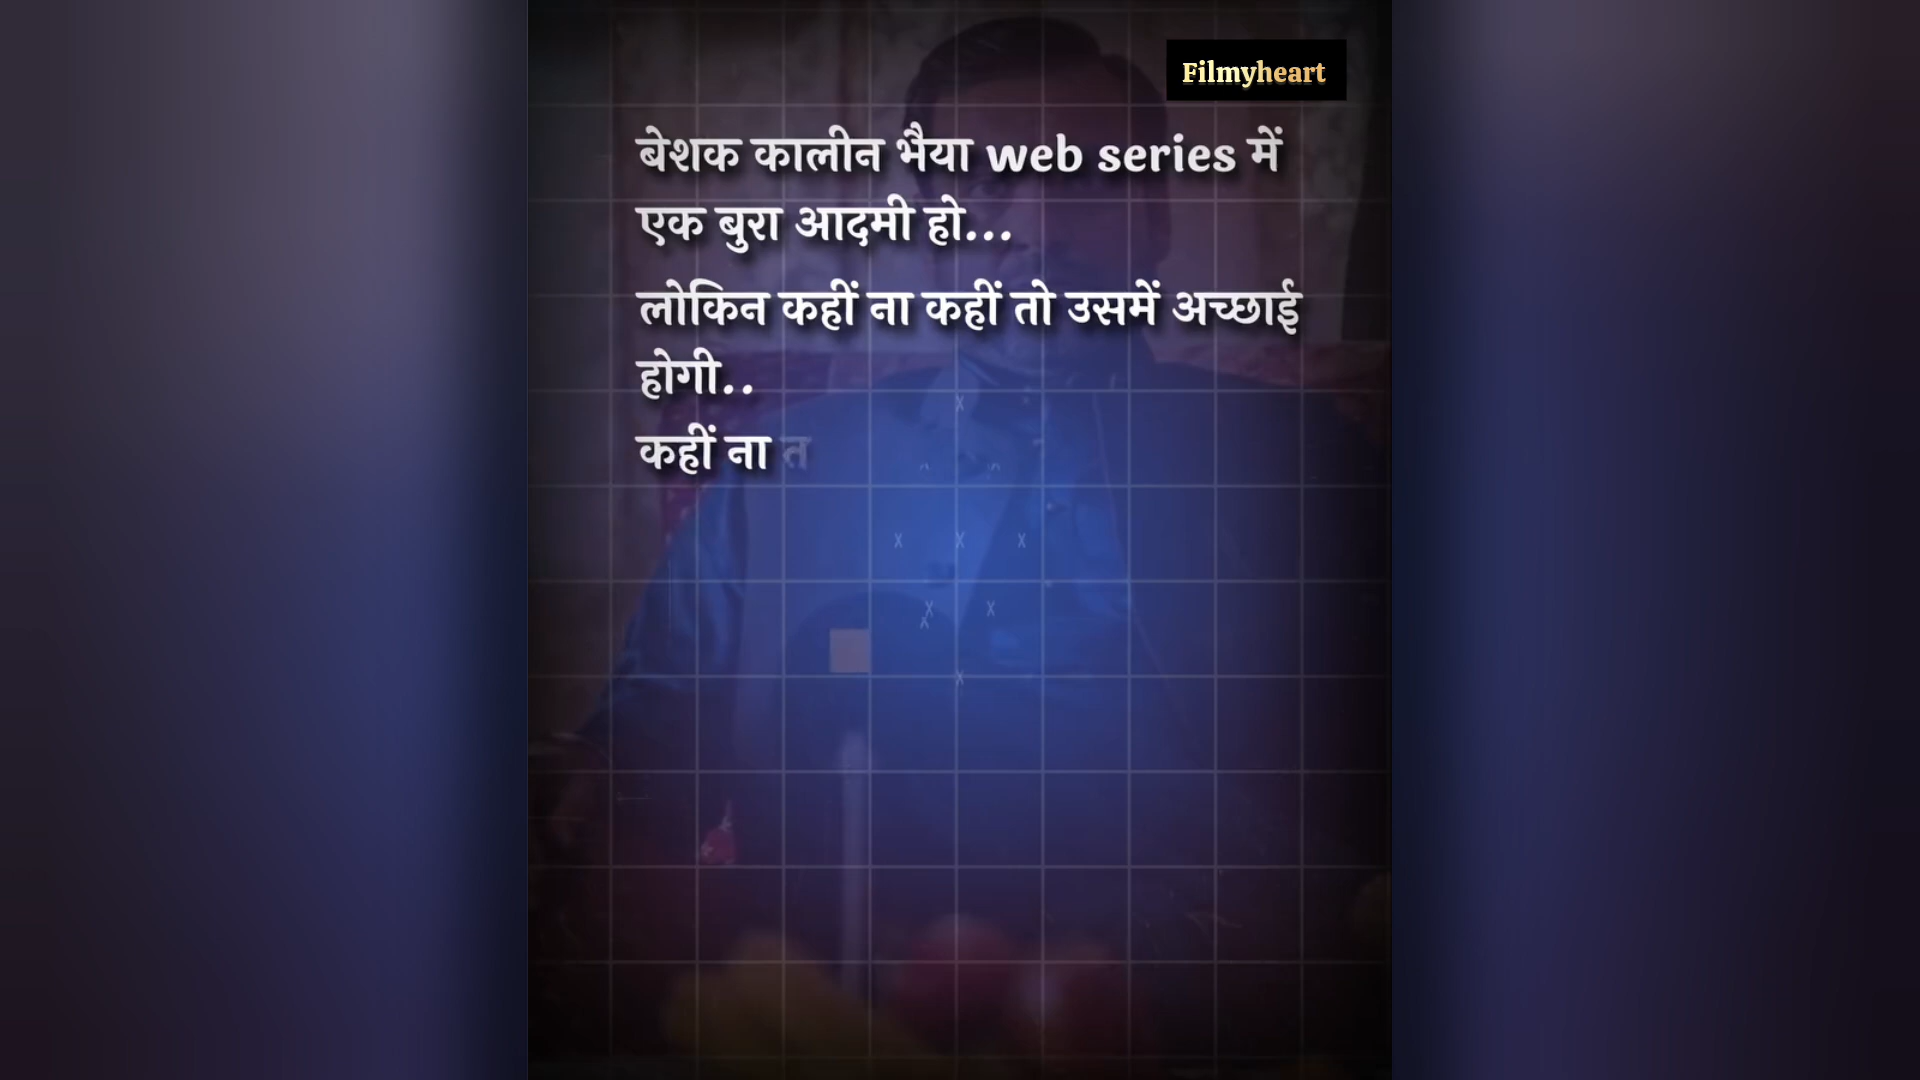 Filmyheart
बेशक कालीन भैया web series में
एक बुरा आदमी हो...
लोकिन कहीं ना कहीं तो उसमें अच्छाई
होगी..
कहीं ना त